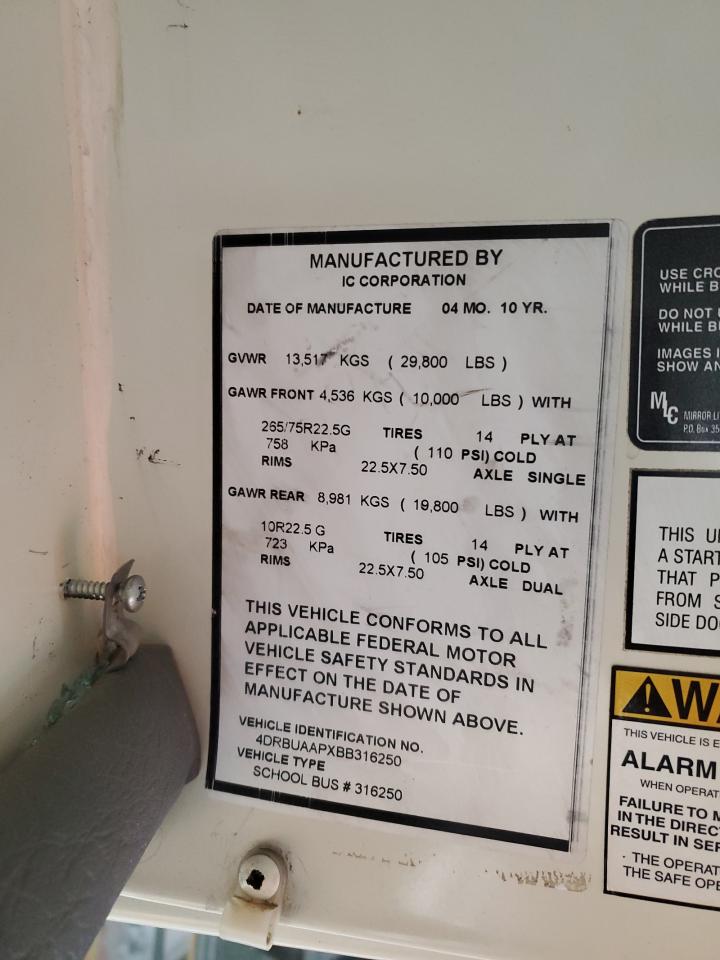 MANUFACTURED BY
IC CORPORATION
DATE OF MANUFACTURE 04 MO. 10 YR.
GVWR 13,517 KGS ( 29,800 LBS )
GAWR FRONT 4,536 KGS ( 10,000 LBS ) WITH
265/75R22.5G TIRES 14 PLY AT
758 KPa ( 110 PSI) COLD
RIMS 22.5X7.50 AXLE SINGLE
GAWR REAR 8,981 KGS ( 19,800 LBS ) WITH
10R22.5 G TIRES 14 PLY AT
723 KPa ( 105 PSI) COLD
RIMS 22.5X7.50 AXLE DUAL
THIS VEHICLE CONFORMS TO ALL
APPLICABLE FEDERAL MOTOR
VEHICLE SAFETY STANDARDS IN
EFFECT ON THE DATE OF
MANUFACTURE SHOWN ABOVE.
VEHICLE IDENTIFICATION NO.
4DRBUAAPXBB316250
VEHICLE TYPE
SCHOOL BUS # 316250
USE CRO
WHILE B
DO NOT
WHILE B
IMAGES I
SHOW AN
MLC MIRROR LI
P.O. Box 35
THIS U
A START
THAT P
FROM S
SIDE DO
WA
THIS VEHICLE IS E
ALARM
WHEN OPERAT
FAILURE TO M
IN THE DIRECT
RESULT IN SER
· THE OPERAT
THE SAFE OPE